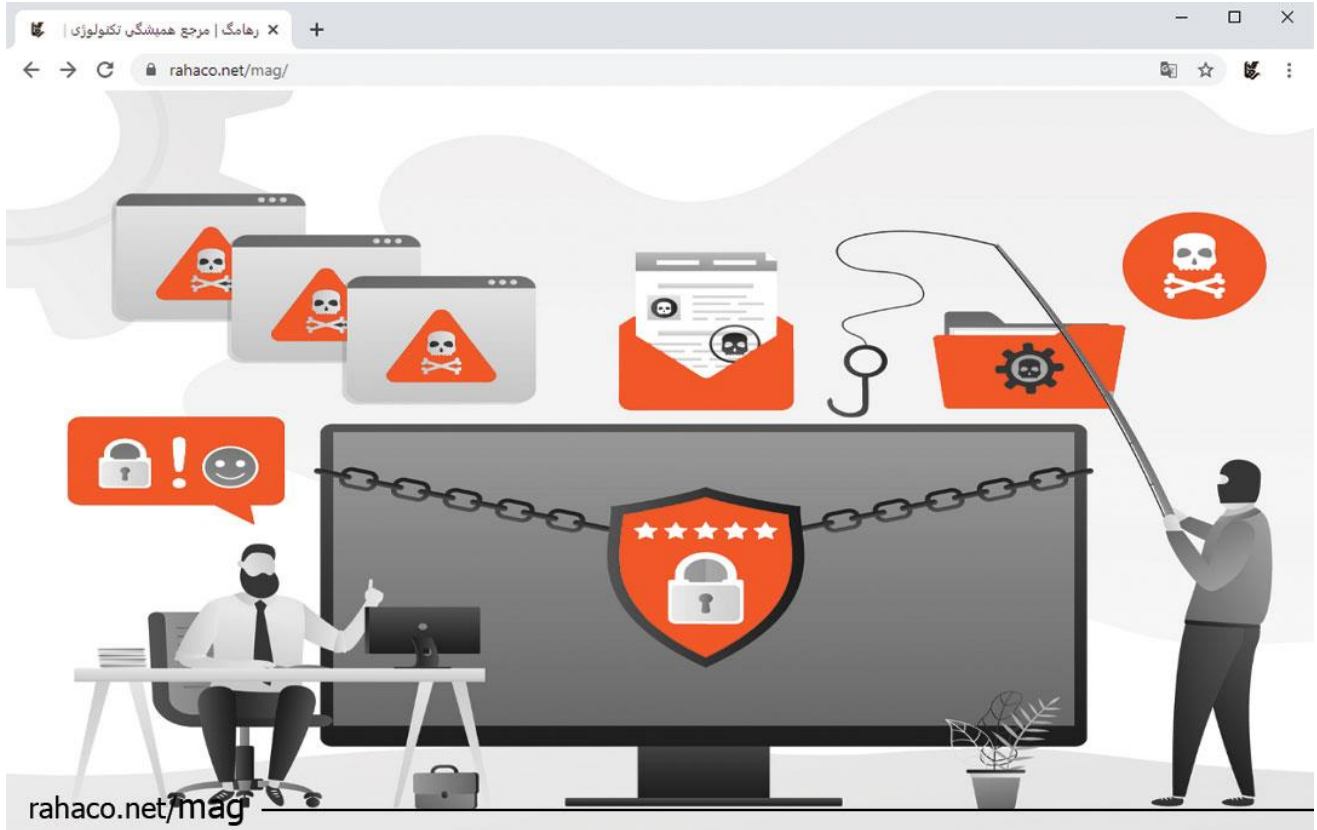 رهامگ | مرجع همیشگی تکنولوژی |
rahaco.net/mag/
rahaco.net/mag